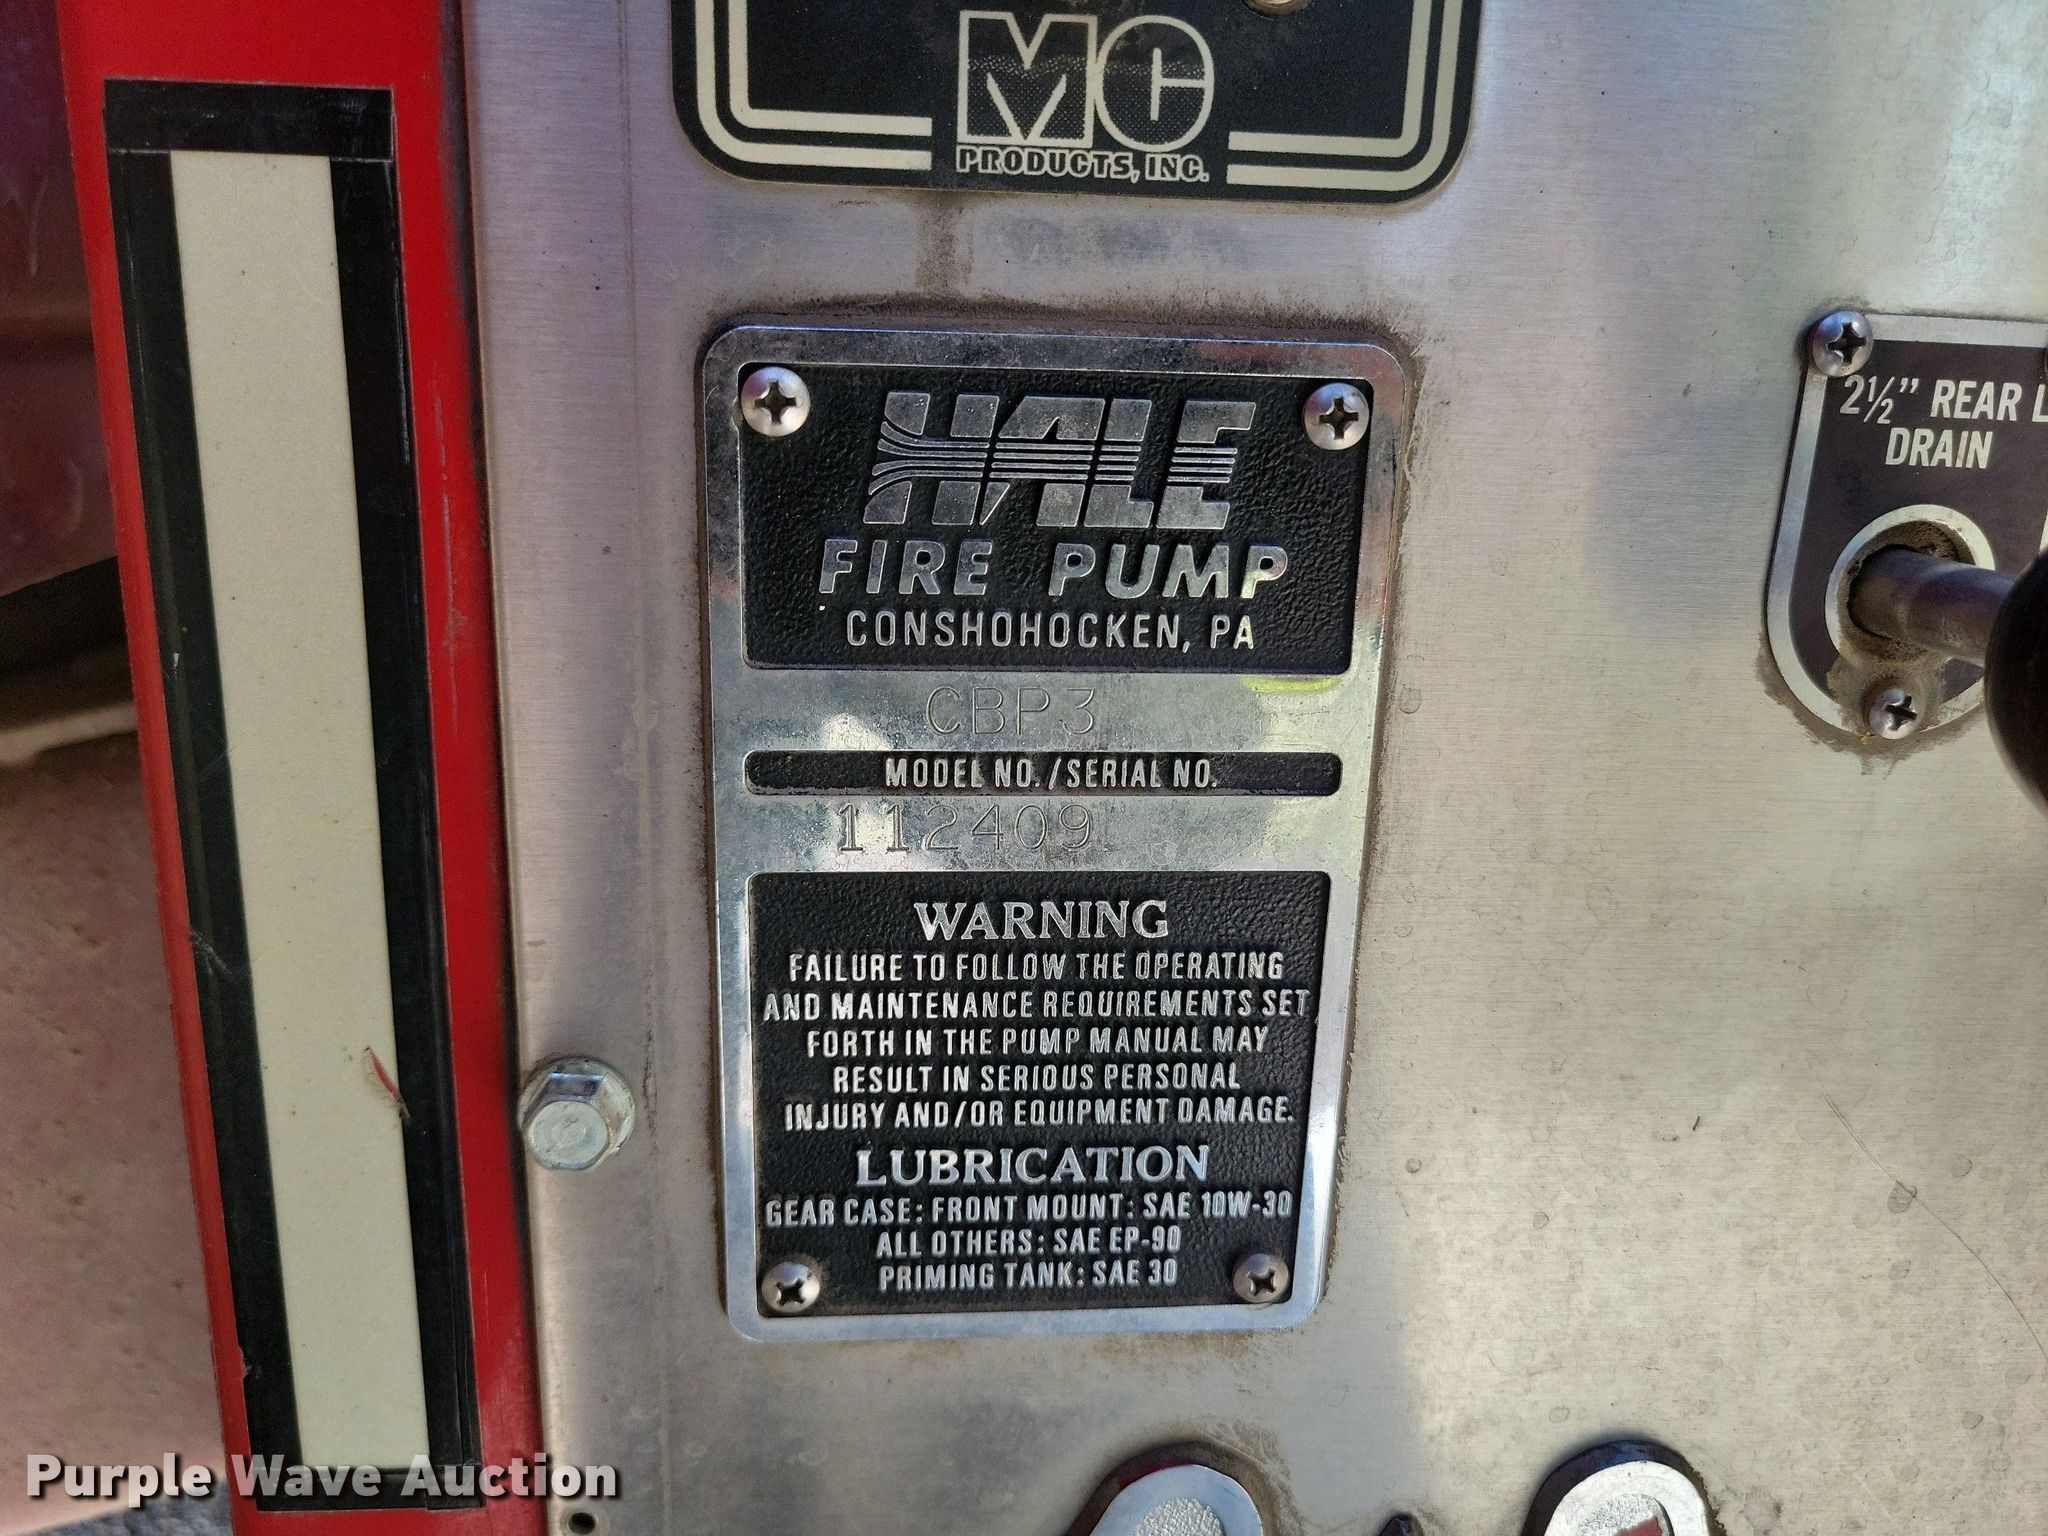 MC
PRODUCTS, INC.
HALE
FIRE PUMP
CONSHOHOCKEN, PA
CBP3
MODEL NO./SERIAL NO.
112409
WARNING
FAILURE TO FOLLOW THE OPERATING
AND MAINTENANCE REQUIREMENTS SET
FORTH IN THE PUMP MANUAL MAY
RESULT IN SERIOUS PERSONAL
INJURY AND/OR EQUIPMENT DAMAGE.
LUBRICATION
GEAR CASE: FRONT MOUNT: SAE 10W-30
ALL OTHERS: SAE EP-90
PRIMING TANK: SAE 30
2½" REAR L
DRAIN
Purple Wave Auction